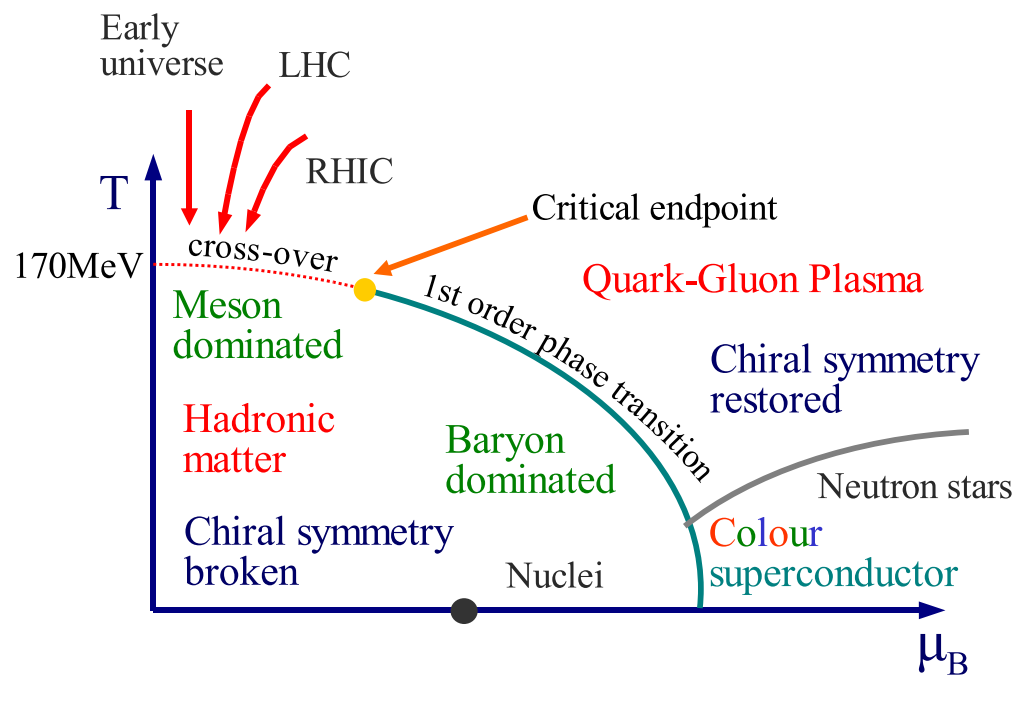 Early
universe
LHC
RHIC
T
Critical endpoint
cross-over
170MeV
1st order phase transition
Quark-Gluon Plasma
Meson
dominated
Chiral symmetry
restored
Hadronic
matter
Baryon
dominated
Neutron stars
Chiral symmetry
broken
Nuclei
Colour
superconductor
μB